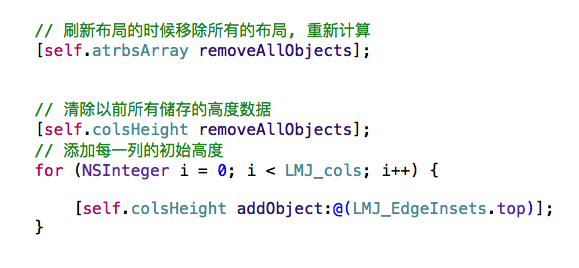 // 刷新布局的时候移除所有的布局, 重新计算
[self.atrbsArray removeAllObjects];
// 清除以前所有储存的高度数据
[self.colsHeight removeAllObjects];
// 添加每一列的初始高度
for (NSInteger i = 0; i < LMJ_cols; i++) {
[self.colsHeight addObject:@(LMJ_EdgeInsets.top)];
}